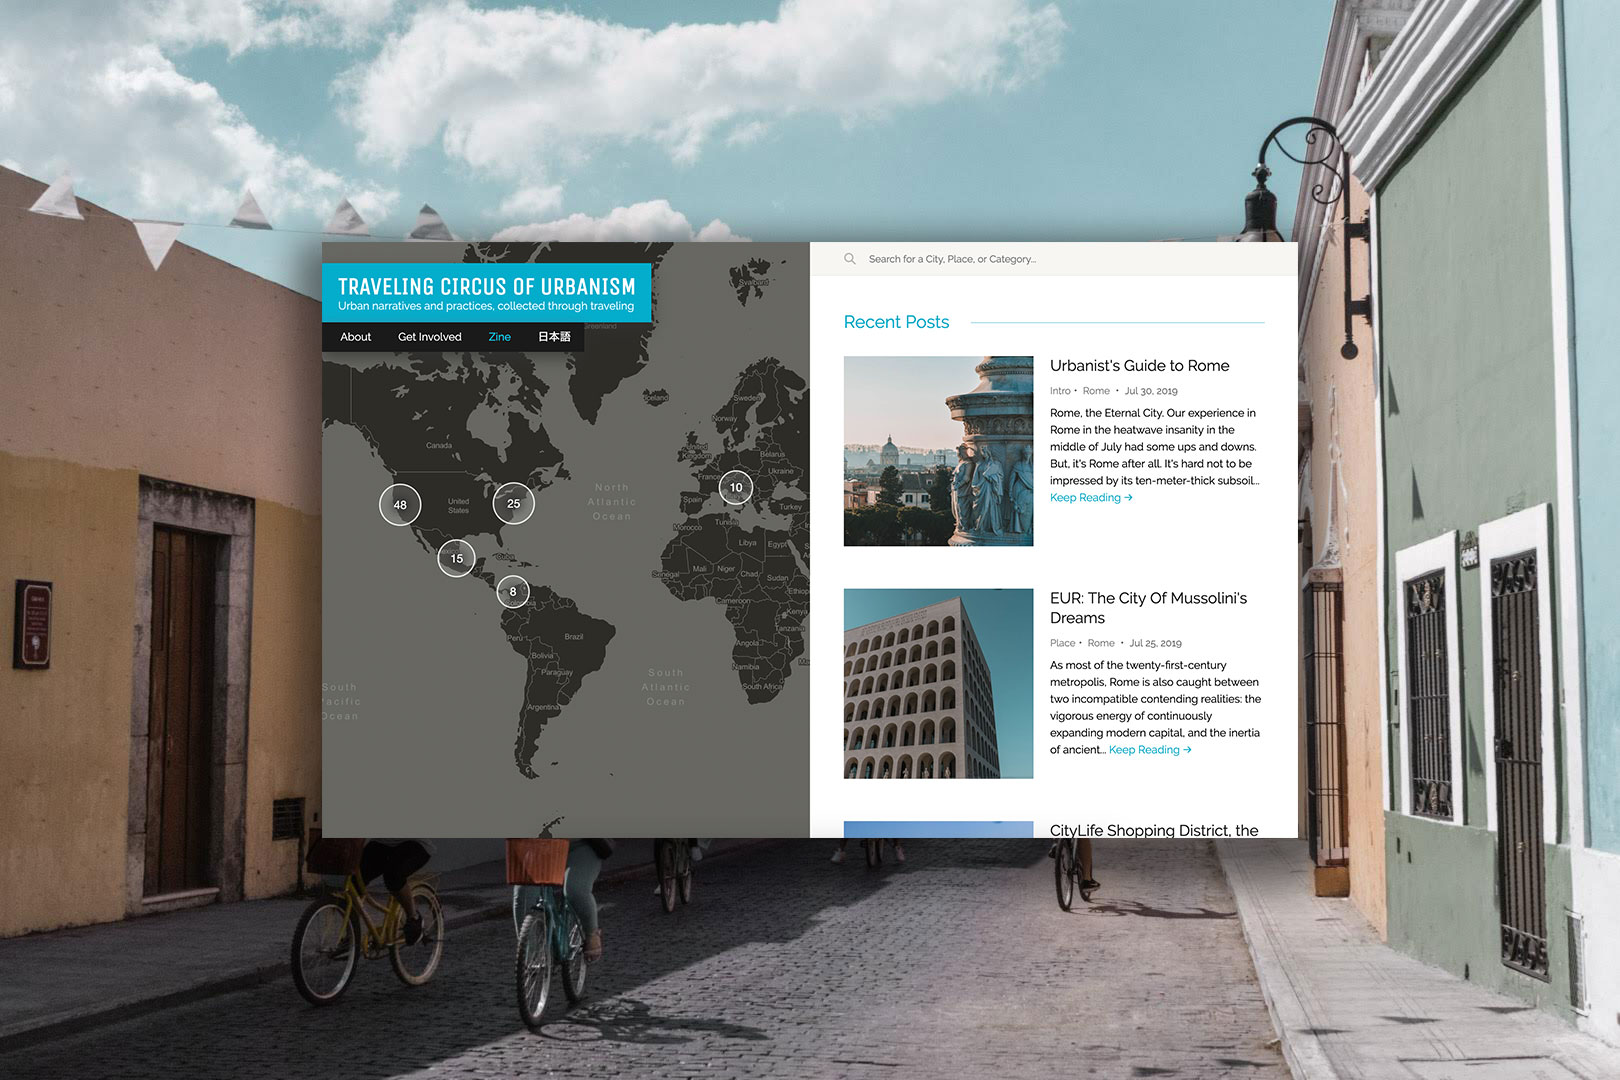 TRAVELING CIRCUS OF URBANISM
Urban narratives and practices, collected through traveling
About
Get Involved
Zine
日本語
Svalbard
Greenland
Iceland
Sweden
Norway
Canada
United
Kingdom
Belarus
Ukraine
France
10
48
United
States
25
North
Atlantic
Ocean
Spain
Turkey
Morocco
Tunisia
15
Cuba
Libya
Egypt
Senegal
Mali
Niger
Chad
Sudan
8
Colombia
Cameroon
Ethiop
Kenya
Peru
Brazil
Tanzania
Bolivia
Angola
Paraguay
Namibia
South
Atlantic
Ocean
South Africa
South
Pacific
Ocean
Argentina
Search for a City, Place, or Category...
Recent Posts
Urbanist's Guide to Rome
Intro • Rome • Jul 30, 2019
Rome, the Eternal City. Our experience in
Rome in the heatwave insanity in the
middle of July had some ups and downs.
But, it's Rome after all. It's hard not to be
impressed by its ten-meter-thick subsoil...
Keep Reading →
EUR: The City Of Mussolini's
Dreams
Place • Rome • Jul 25, 2019
As most of the twenty-first-century
metropolis, Rome is also caught between
two incompatible contending realities: the
vigorous energy of continuously
expanding modern capital, and the inertia
of ancient... Keep Reading →
CityLife Shopping District, the